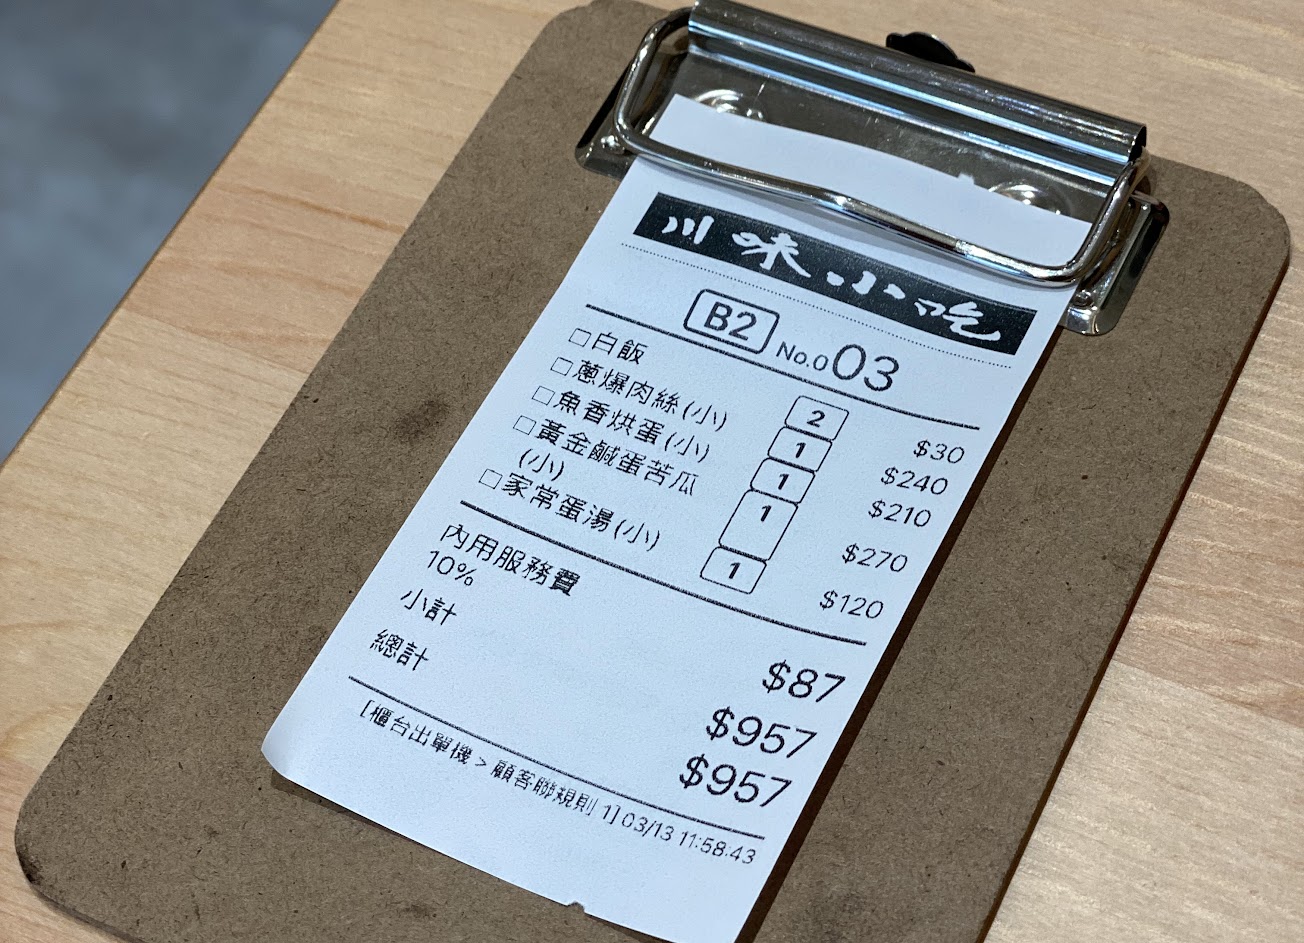 川味小吃
B2 No.003
□白飯 2 $30
□蔥爆肉絲(小) 1 $240
□魚香烘蛋(小) 1 $210
□黃金鹹蛋苦瓜 1 $270
(小)
□家常蛋湯(小) 1 $120
內用服務費
10% $87
小計 $957
總計 $957
[櫃台出單機 > 顧客聯規則 1] 03/13 11:58:43